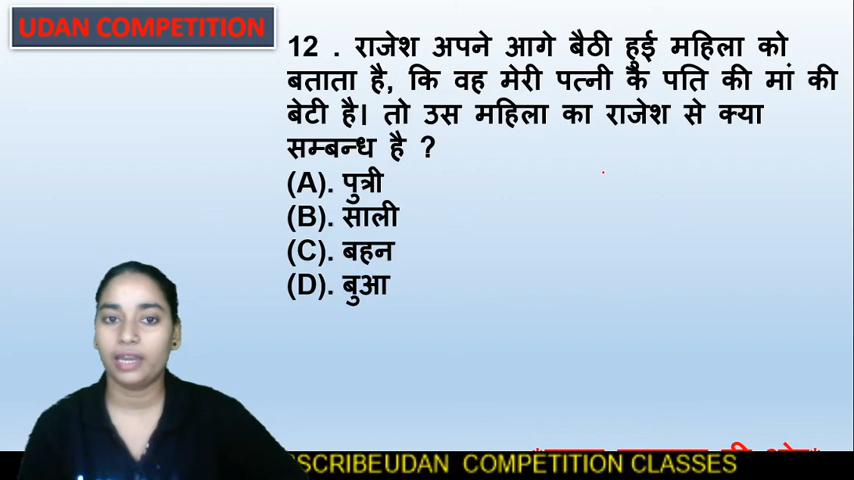 UDAN COMPETITION
12 . राजेश अपने आगे बैठी हुई महिला को
बताता है, कि वह मेरी पत्नी के पति की मां की
बेटी है। तो उस महिला का राजेश से क्या
सम्बन्ध है ?
(A). पुत्री
(B). साली
(C). बहन
(D). बुआ
SCRIBEUDAN COMPETITION CLASSES